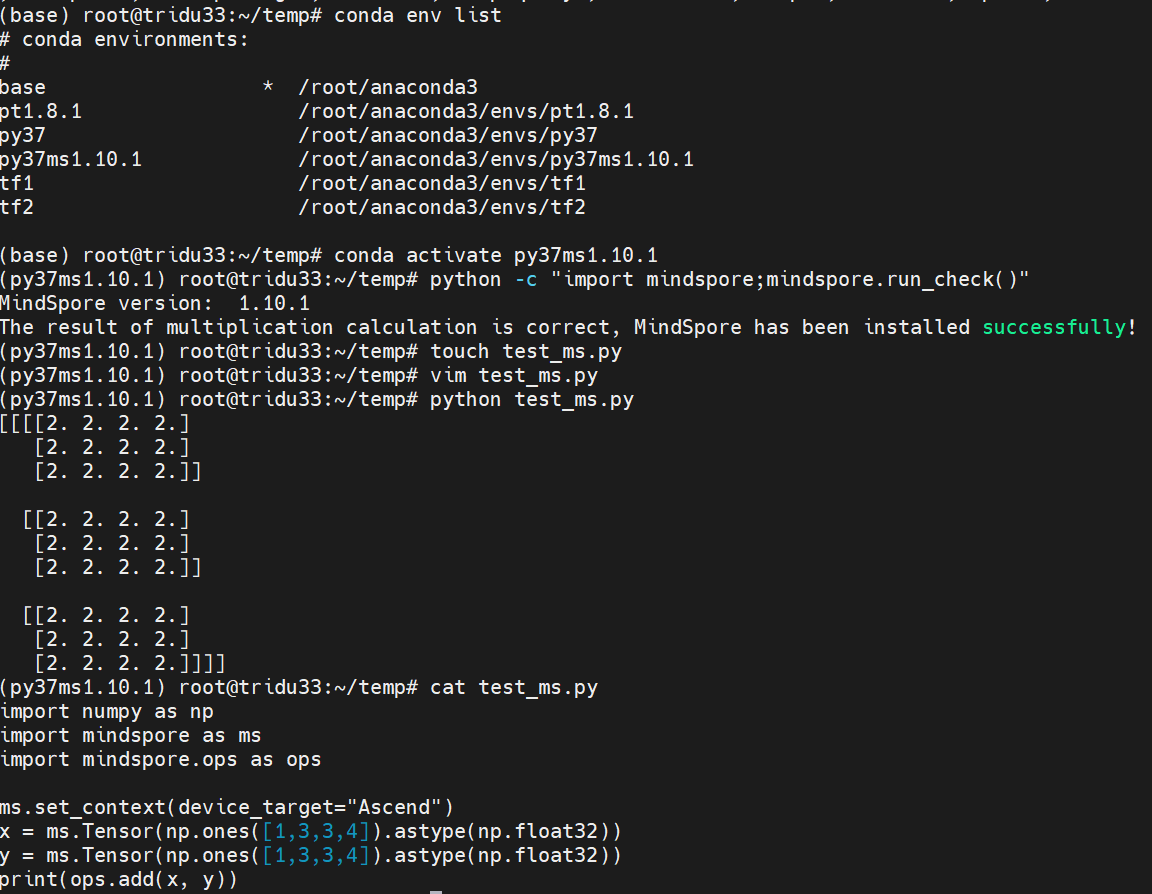 (base) root@tridu33:~/temp# conda env list
# conda environments:
#
base                  *  /root/anaconda3
pt1.8.1                  /root/anaconda3/envs/pt1.8.1
py37                     /root/anaconda3/envs/py37
py37ms1.10.1             /root/anaconda3/envs/py37ms1.10.1
tf1                      /root/anaconda3/envs/tf1
tf2                      /root/anaconda3/envs/tf2

(base) root@tridu33:~/temp# conda activate py37ms1.10.1
(py37ms1.10.1) root@tridu33:~/temp# python -c "import mindspore;mindspore.run_check()"
MindSpore version:  1.10.1
The result of multiplication calculation is correct, MindSpore has been installed successfully!
(py37ms1.10.1) root@tridu33:~/temp# touch test_ms.py
(py37ms1.10.1) root@tridu33:~/temp# vim test_ms.py
(py37ms1.10.1) root@tridu33:~/temp# python test_ms.py
[[[[2. 2. 2. 2.]
   [2. 2. 2. 2.]
   [2. 2. 2. 2.]]

  [[2. 2. 2. 2.]
   [2. 2. 2. 2.]
   [2. 2. 2. 2.]]

  [[2. 2. 2. 2.]
   [2. 2. 2. 2.]
   [2. 2. 2. 2.]]]]
(py37ms1.10.1) root@tridu33:~/temp# cat test_ms.py
import numpy as np
import mindspore as ms
import mindspore.ops as ops

ms.set_context(device_target="Ascend")
x = ms.Tensor(np.ones([1,3,3,4]).astype(np.float32))
y = ms.Tensor(np.ones([1,3,3,4]).astype(np.float32))
print(ops.add(x, y))